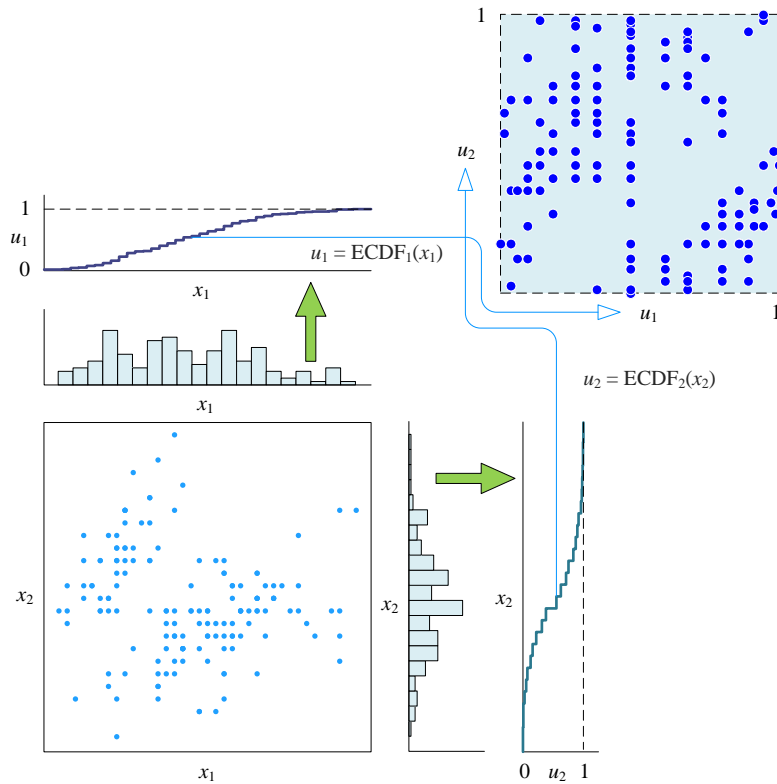 1
u₂
1
u₁
0
u₁ = ECDF₁(x₁)
x₁
u₁
1
u₂ = ECDF₂(x₂)
x₁
x₂
x₂
x₂
x₁
0
u₂
1